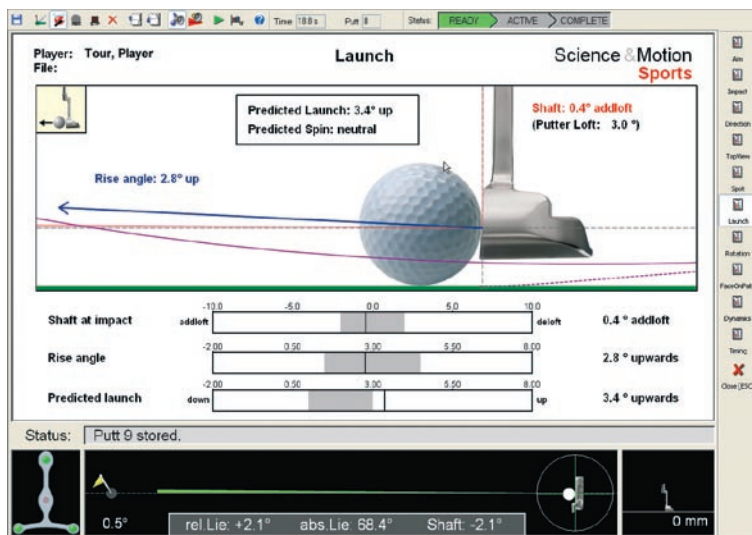 Time 18.8 s Putt 8 Status: READY ACTIVE COMPLETE
Player: Tour, Player
File:
Launch
Science&Motion
Sports
Predicted Launch: 3.4° up
Predicted Spin: neutral
Shaft: 0.4° addloft
(Putter Loft: 3.0 °)
Rise angle: 2.8° up
-10.0 -5.0 0.0 5.0 10.0
Shaft at impact addloft deloft 0.4 ° addloft
-2.00 0.50 3.00 5.50 8.00
Rise angle 2.8 ° upwards
-2.00 0.50 3.00 5.50 8.00
Predicted launch down up 3.4 ° upwards
Aim
Impact
Direction
TopView
Spot
Launch
Rotation
FaceOnPat
Dynamics
Timing
Close [ESC
Status: Putt 9 stored.
0.5° rel.Lie: +2.1° abs.Lie: 68.4° Shaft: -2.1° 0 mm